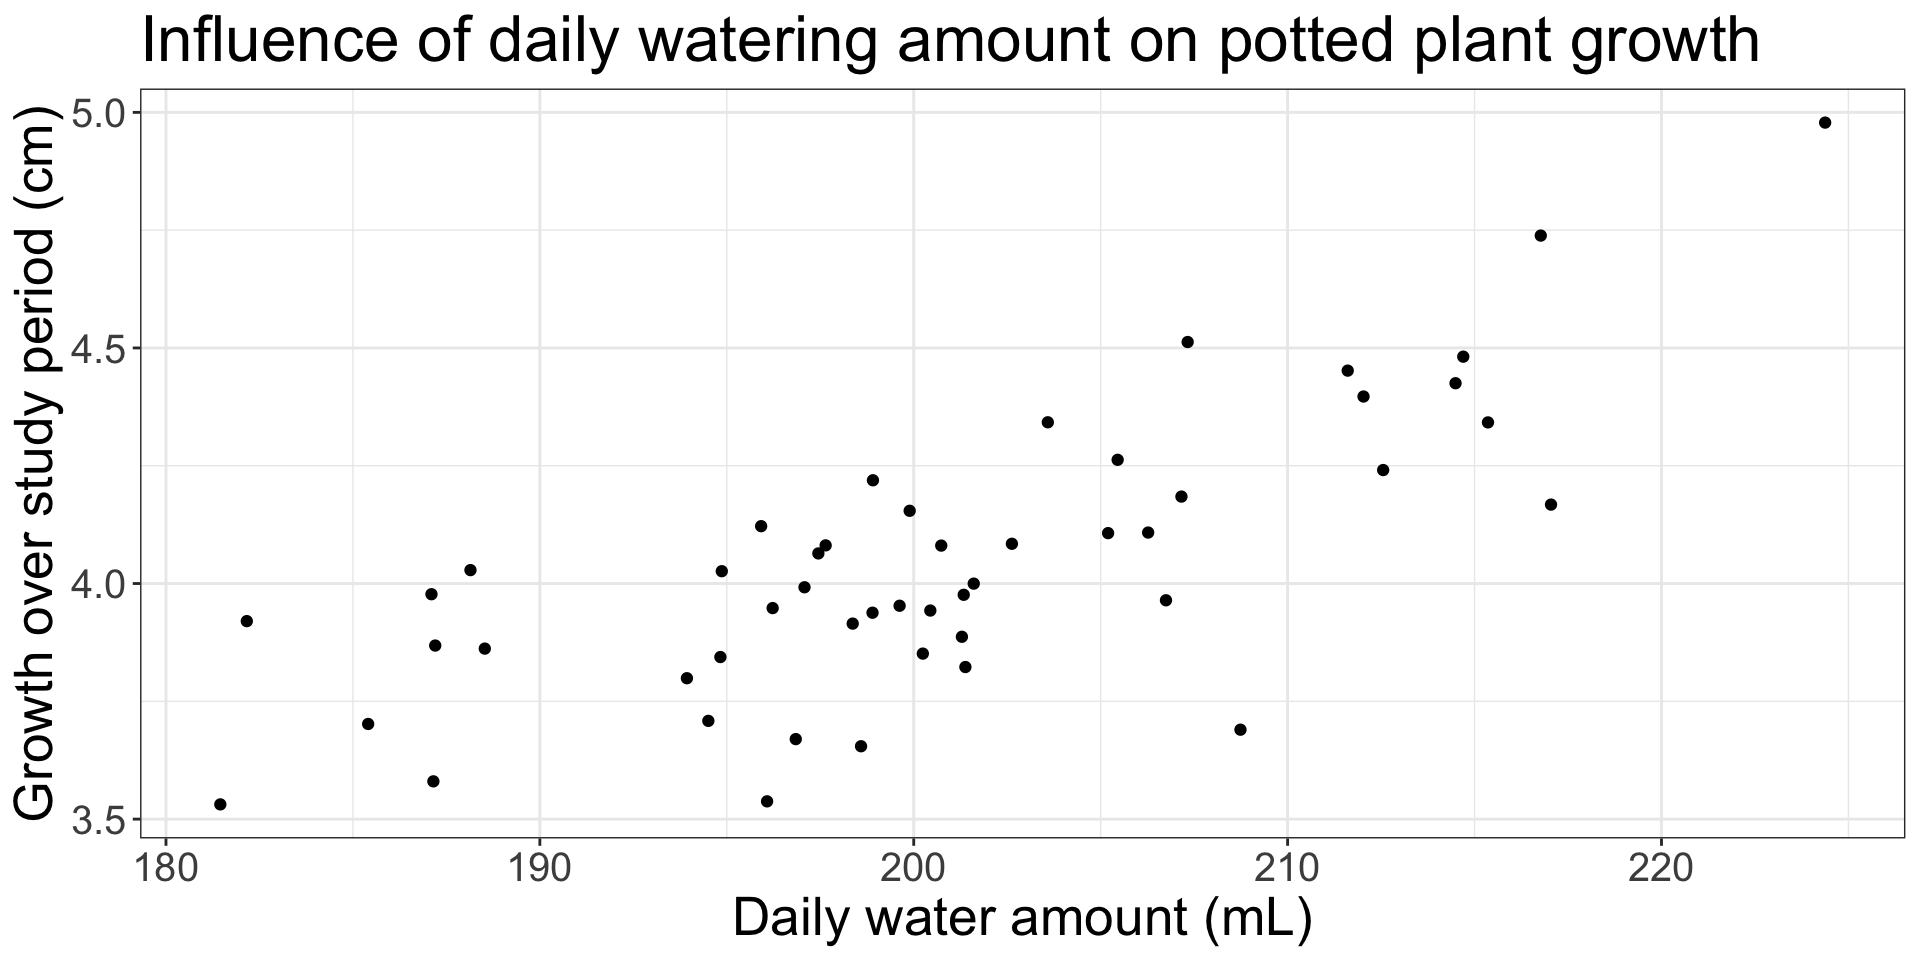 Influence of daily watering amount on potted plant growth
Growth over study period (cm)
5.0
4.5
4.0
3.5
180 190 200 210 220
Daily water amount (mL)